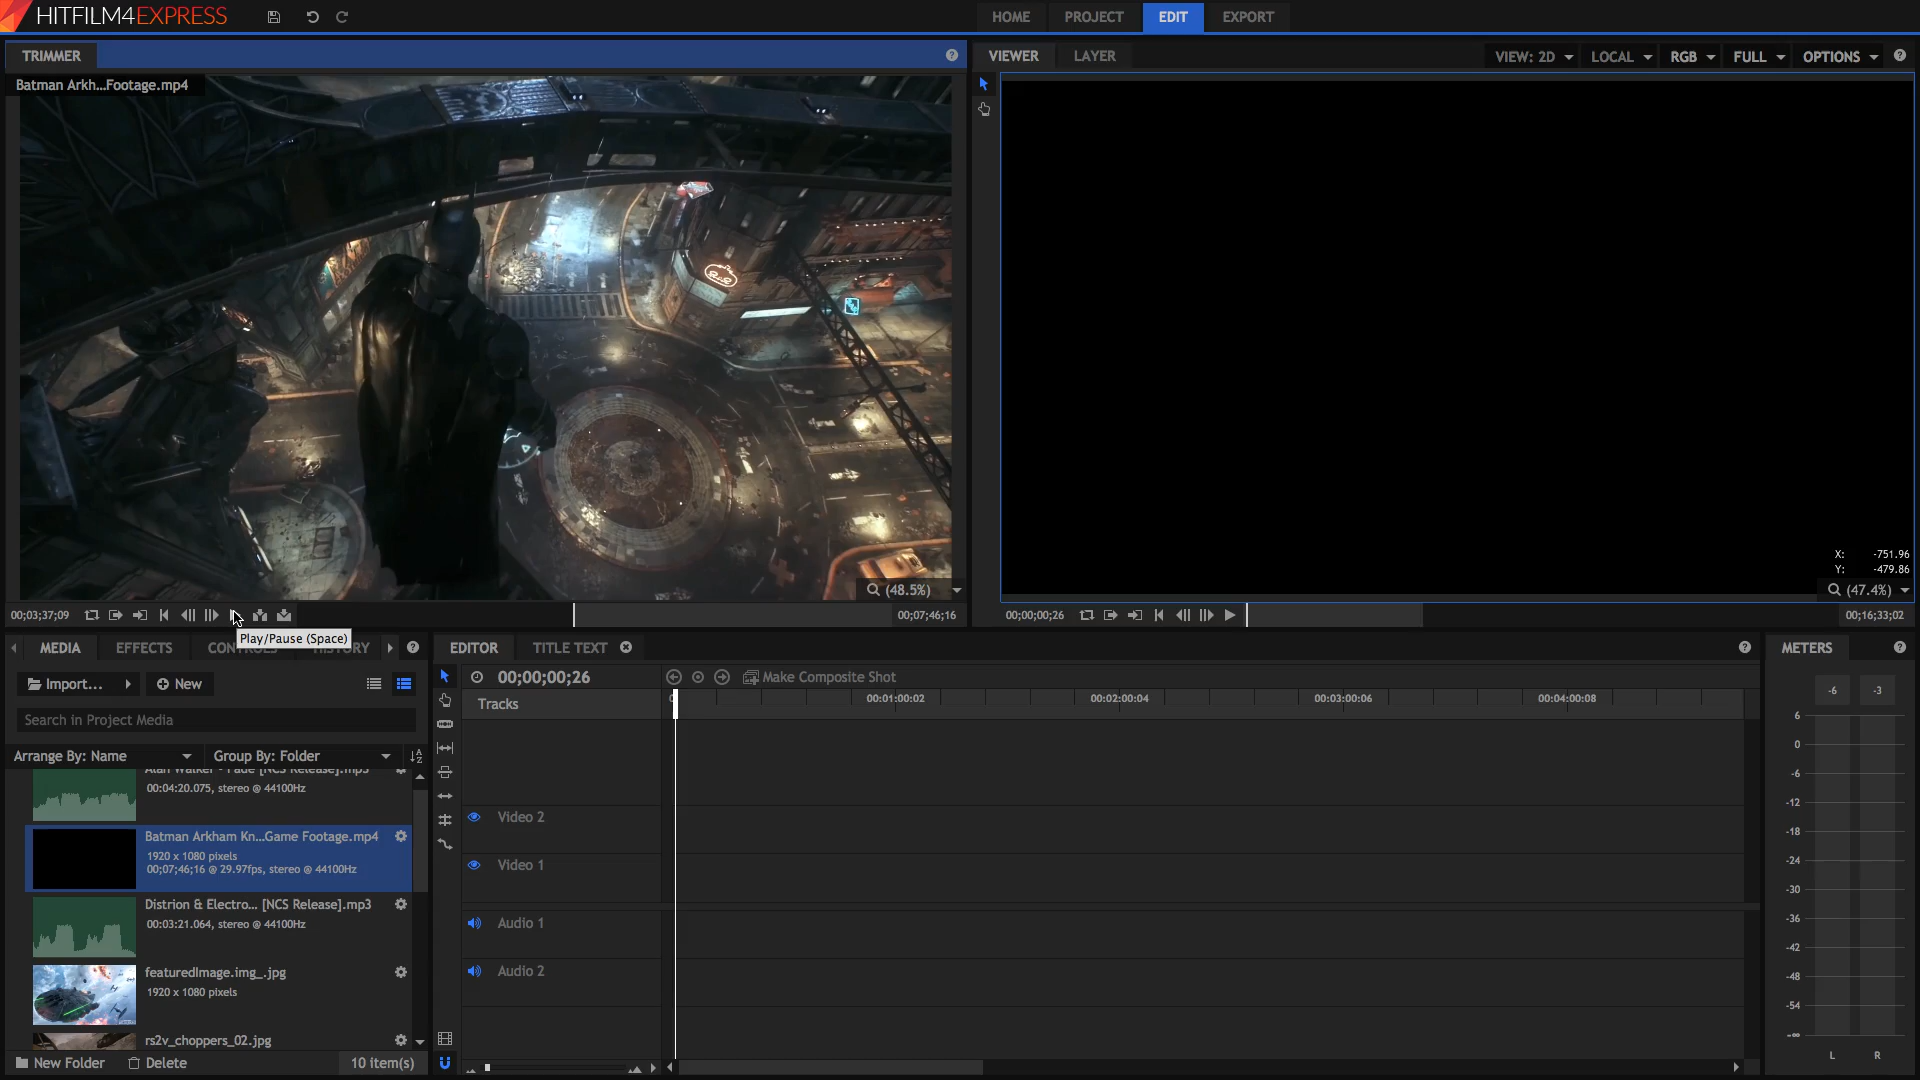 HITFILM4EXPRESS
HOME PROJECT EDIT EXPORT
TRIMMER
VIEWER LAYER VIEW: 2D LOCAL RGB FULL OPTIONS
Batman Arkh...Footage.mp4
X: -751.96
Y: -479.86
(48.5%)
(47.4%)
00;03;37;09 00;07;46;16
00;00;00;26 00;16;33;02
Play/Pause (Space)
MEDIA EFFECTS
EDITOR TITLE TEXT METERS
Import... New
00;00;00;26 Make Composite Shot
Tracks
00:01:00:02 00:02:00:04 00:03:00:06 00:04:00:08
Search in Project Media
Arrange By: Name Group By: Folder
Alan Walker - Fade [NCS Release].mp3
00:04:20.075, stereo @ 44100Hz
Batman Arkham Kn...Game Footage.mp4
1920 x 1080 pixels
00;07;46;16 @ 29.97fps, stereo @ 44100Hz
Distrion & Electro... [NCS Release].mp3
00:03:21.064, stereo @ 44100Hz
featuredImage.img_.jpg
1920 x 1080 pixels
rs2v_choppers_02.jpg
New Folder Delete 10 item(s)
Video 2
Video 1
Audio 1
Audio 2
-6 -3
6
0
-6
-12
-18
-24
-30
-36
-42
-48
-54
-∞
L R